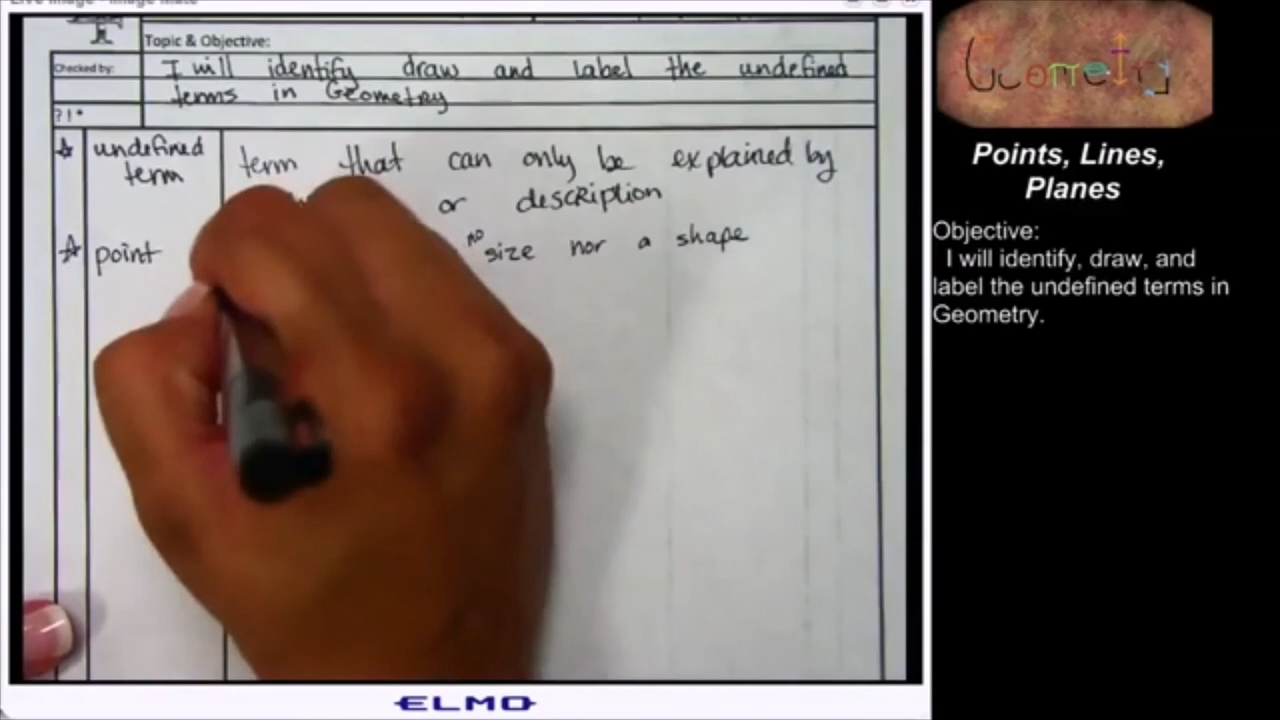 Topic & Objective:
Checked by:
I will identify draw and label the undefined
terms in Geometry
? ! *
undefined
term
term that can only be explained by
or description
point
no size nor a shape
ELMO
Geometry
Points, Lines,
Planes
Objective:
I will identify, draw, and
label the undefined terms in
Geometry.